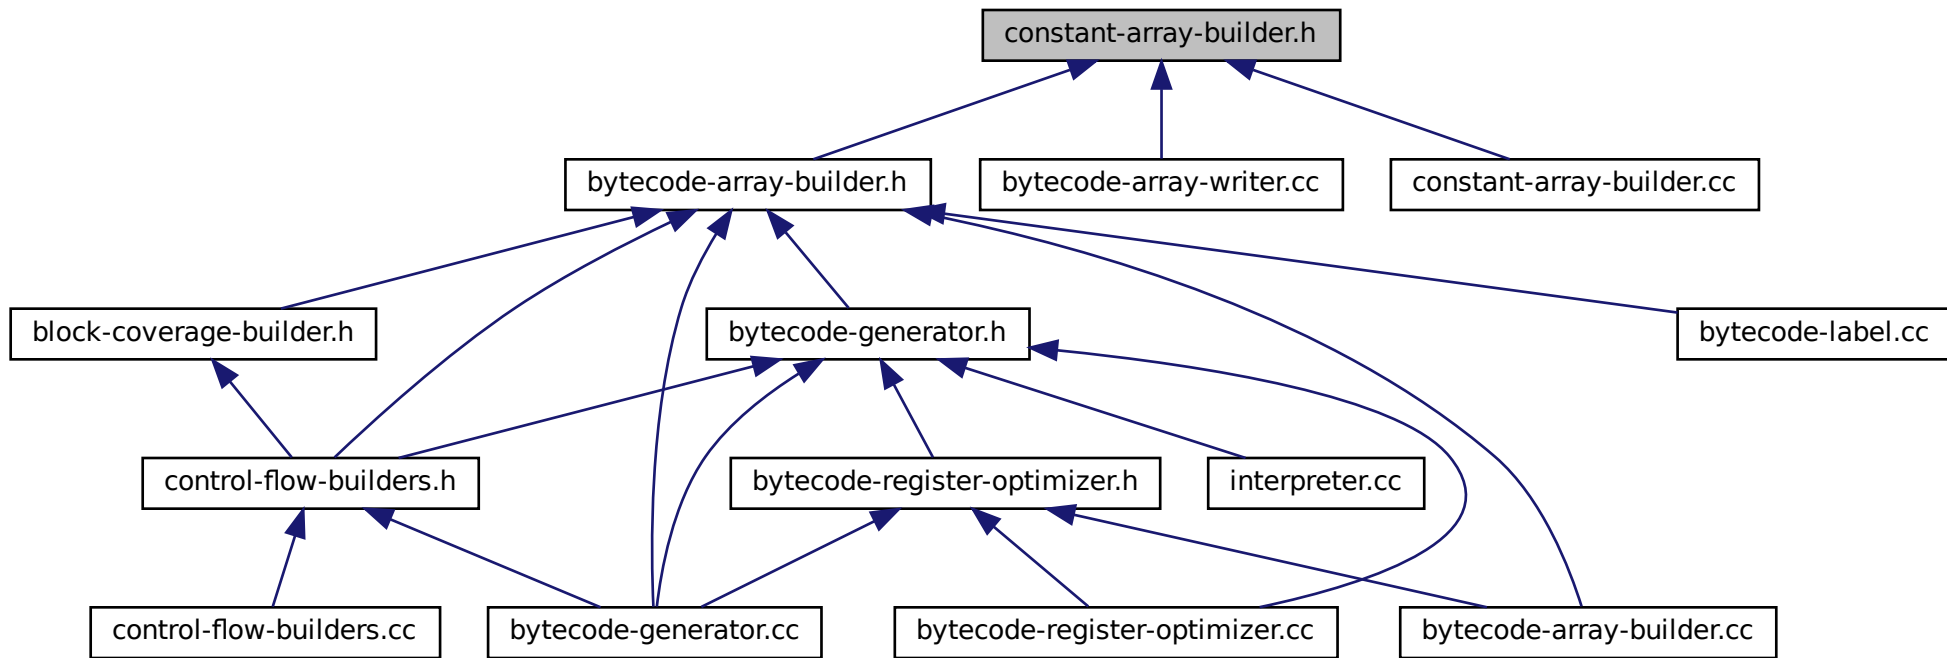 constant-array-builder.h
bytecode-array-builder.h
bytecode-array-writer.cc
constant-array-builder.cc
block-coverage-builder.h
bytecode-generator.h
bytecode-label.cc
control-flow-builders.h
bytecode-register-optimizer.h
interpreter.cc
control-flow-builders.cc
bytecode-generator.cc
bytecode-register-optimizer.cc
bytecode-array-builder.cc